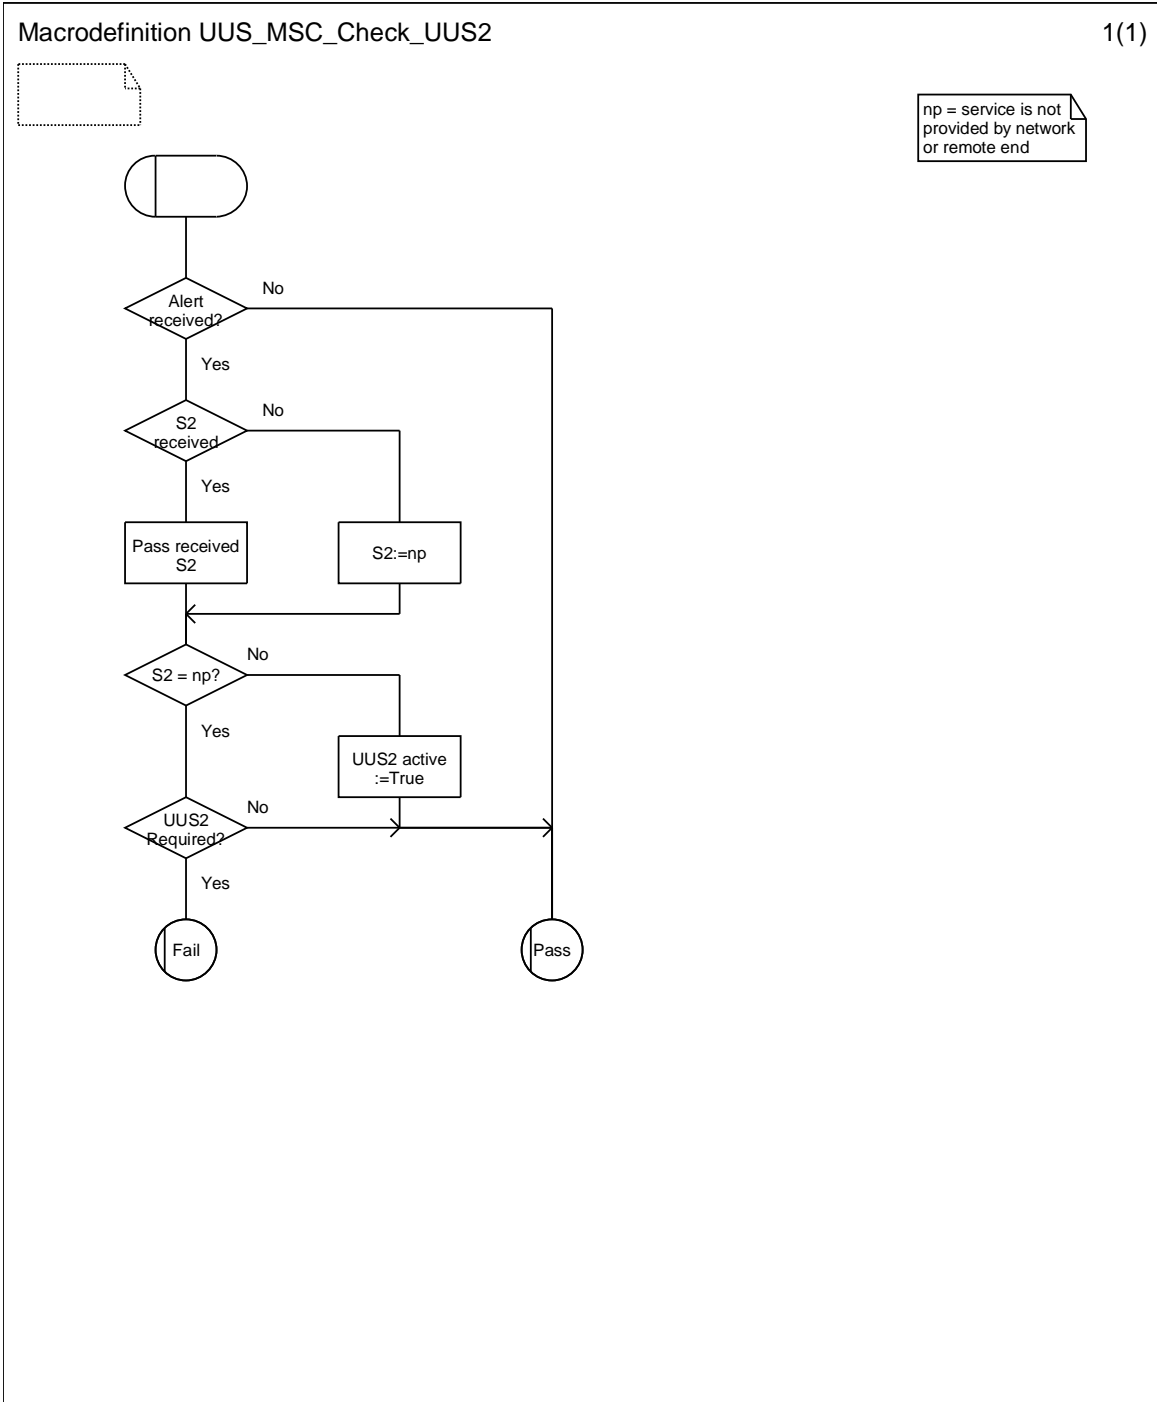 Macrodefinition UUS_MSC_Check_UUS2
1(1)
np = service is not
provided by network
or remote end
Alert
received?
No
Yes
S2
received
No
Yes
Pass received
S2
S2:=np
S2 = np?
No
Yes
UUS2 active
:=True
UUS2
Required?
No
Yes
Fail
Pass